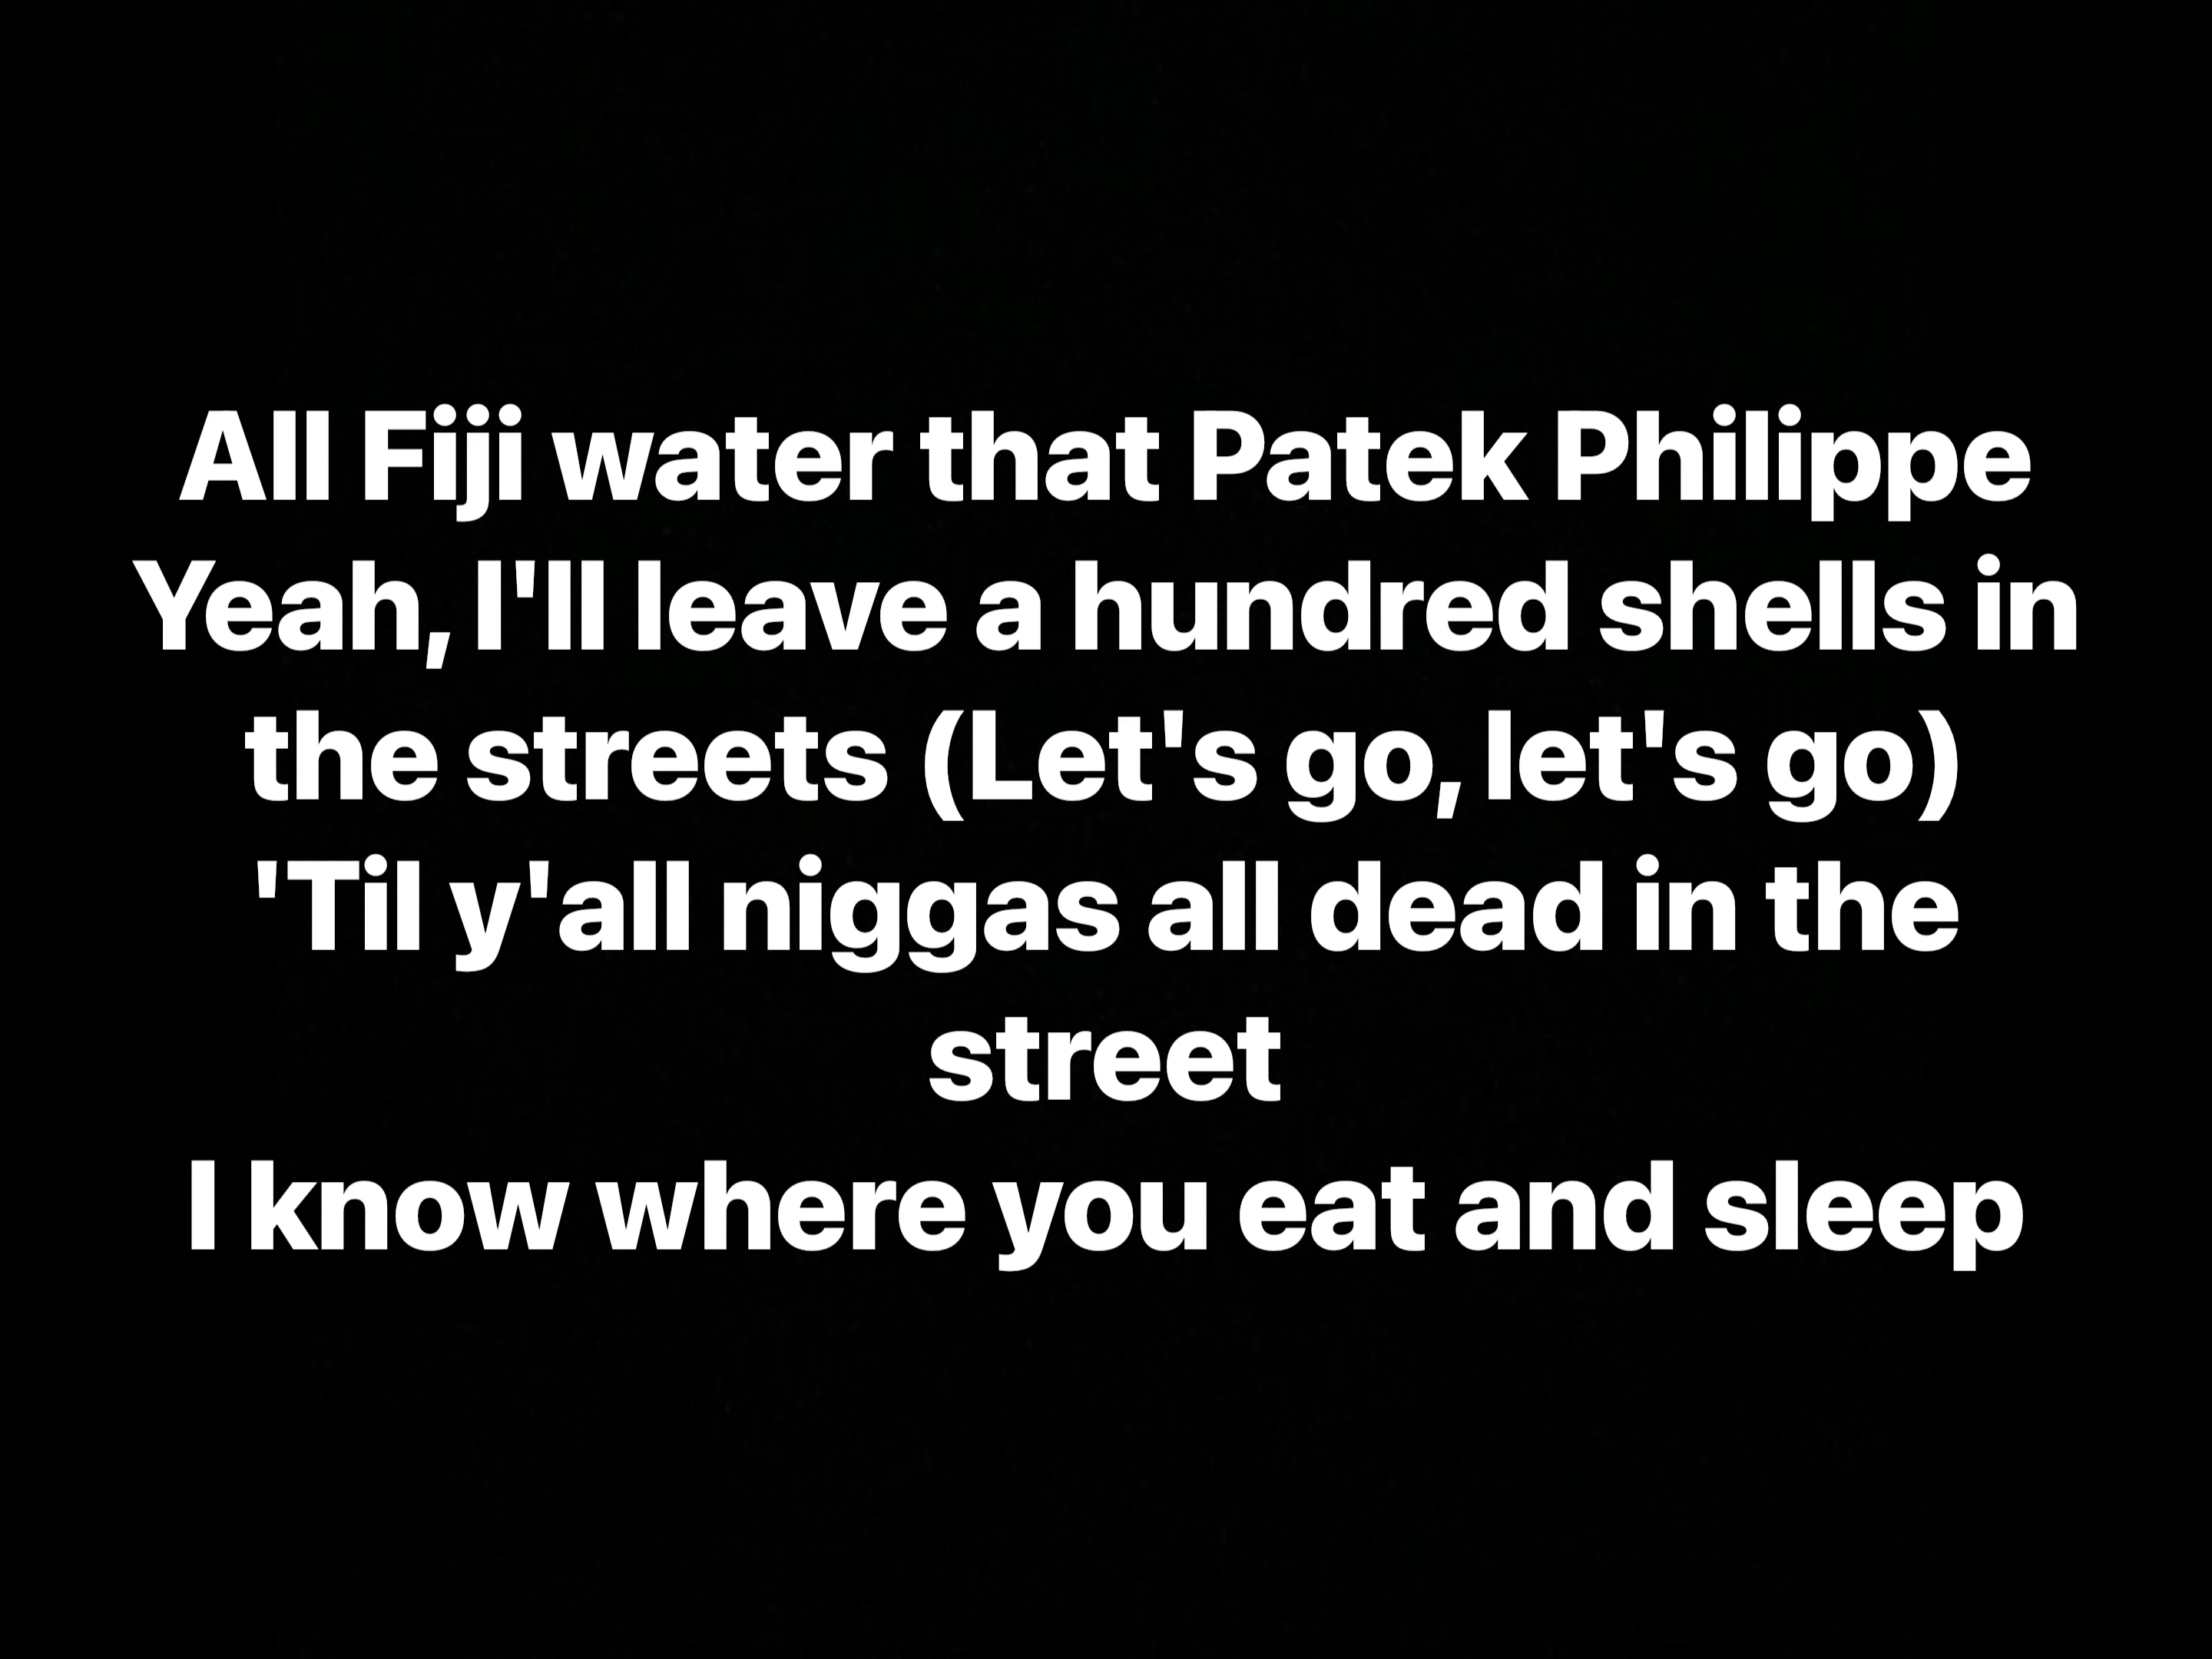 All Fiji water that Patek Philippe
Yeah, I'll leave a hundred shells in
the streets (Let's go, let's go)
'Til y'all niggas all dead in the
street
I know where you eat and sleep